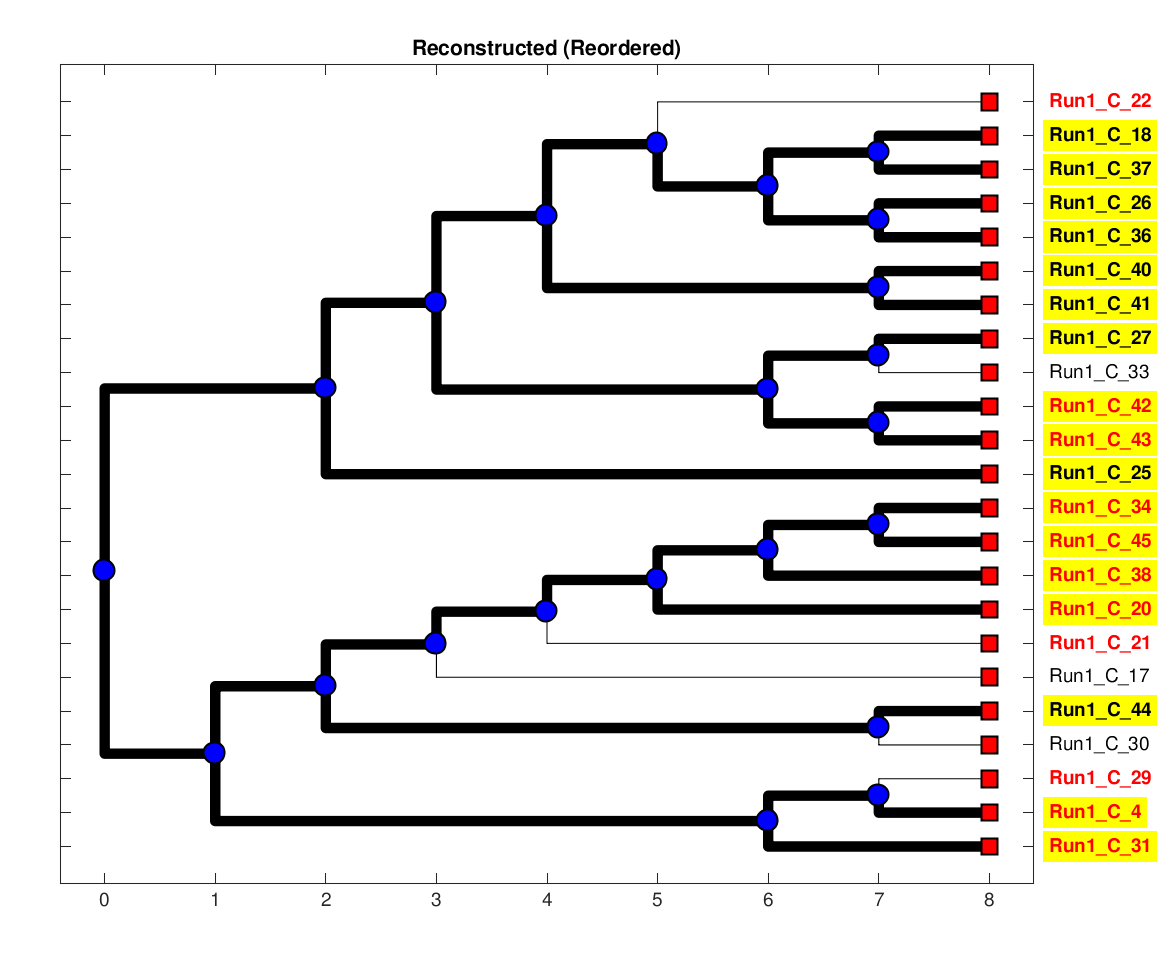 Reconstructed (Reordered)
Run1_C_22
Run1_C_18
Run1_C_37
Run1_C_26
Run1_C_36
Run1_C_40
Run1_C_41
Run1_C_27
Run1_C_33
Run1_C_42
Run1_C_43
Run1_C_25
Run1_C_34
Run1_C_45
Run1_C_38
Run1_C_20
Run1_C_21
Run1_C_17
Run1_C_44
Run1_C_30
Run1_C_29
Run1_C_4
Run1_C_31
0 1 2 3 4 5 6 7 8